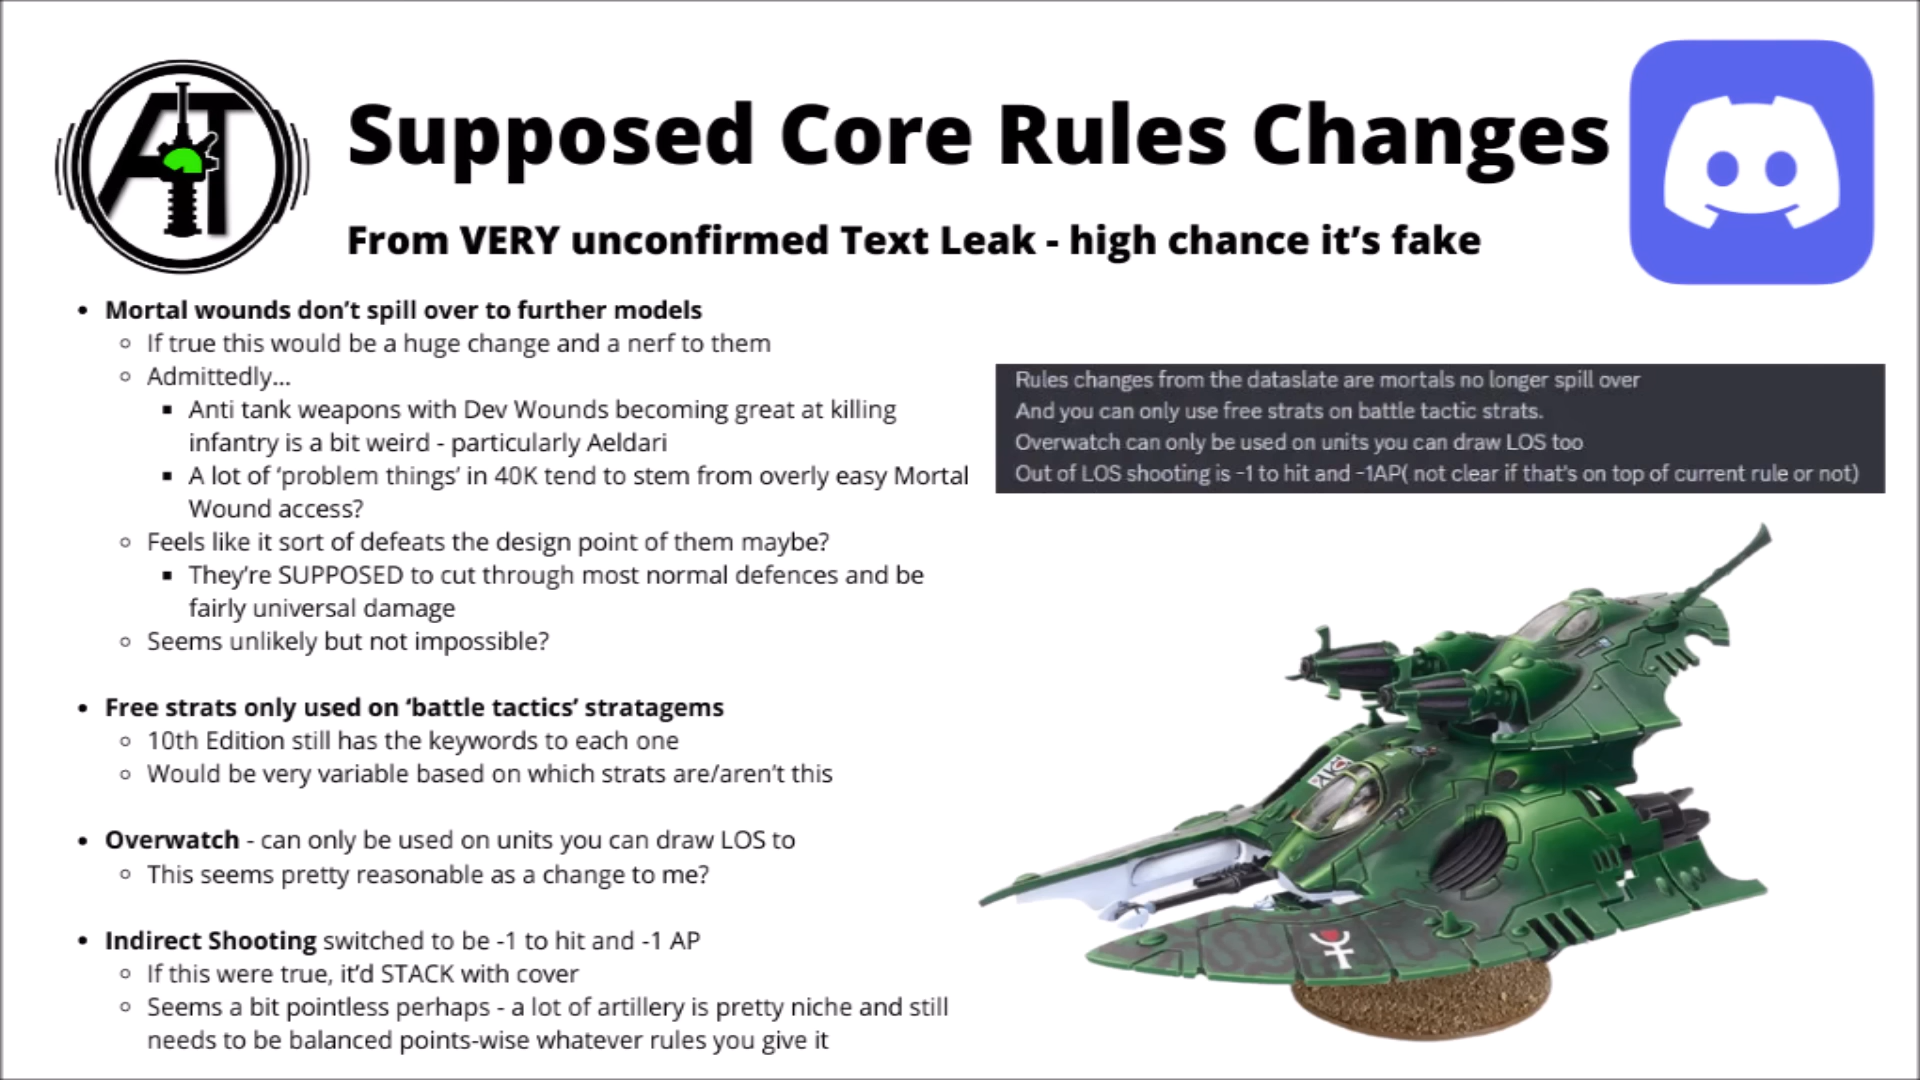 AT
Supposed Core Rules Changes
From VERY unconfirmed Text Leak - high chance it's fake
• Mortal wounds don't spill over to further models
◦ If true this would be a huge change and a nerf to them
◦ Admittedly...
▪ Anti tank weapons with Dev Wounds becoming great at killing
infantry is a bit weird - particularly Aeldari
▪ A lot of 'problem things' in 40K tend to stem from overly easy Mortal
Wound access?
◦ Feels like it sort of defeats the design point of them maybe?
▪ They're SUPPOSED to cut through most normal defences and be
fairly universal damage
◦ Seems unlikely but not impossible?
• Free strats only used on 'battle tactics' stratagems
◦ 10th Edition still has the keywords to each one
◦ Would be very variable based on which strats are/aren't this
• Overwatch - can only be used on units you can draw LOS to
◦ This seems pretty reasonable as a change to me?
• Indirect Shooting switched to be -1 to hit and -1 AP
◦ If this were true, it'd STACK with cover
◦ Seems a bit pointless perhaps - a lot of artillery is pretty niche and still
needs to be balanced points-wise whatever rules you give it
Rules changes from the dataslate are mortals no longer spill over
And you can only use free strats on battle tactic strats.
Overwatch can only be used on units you can draw LOS too
Out of LOS shooting is -1 to hit and -1AP( not clear if that's on top of current rule or not)